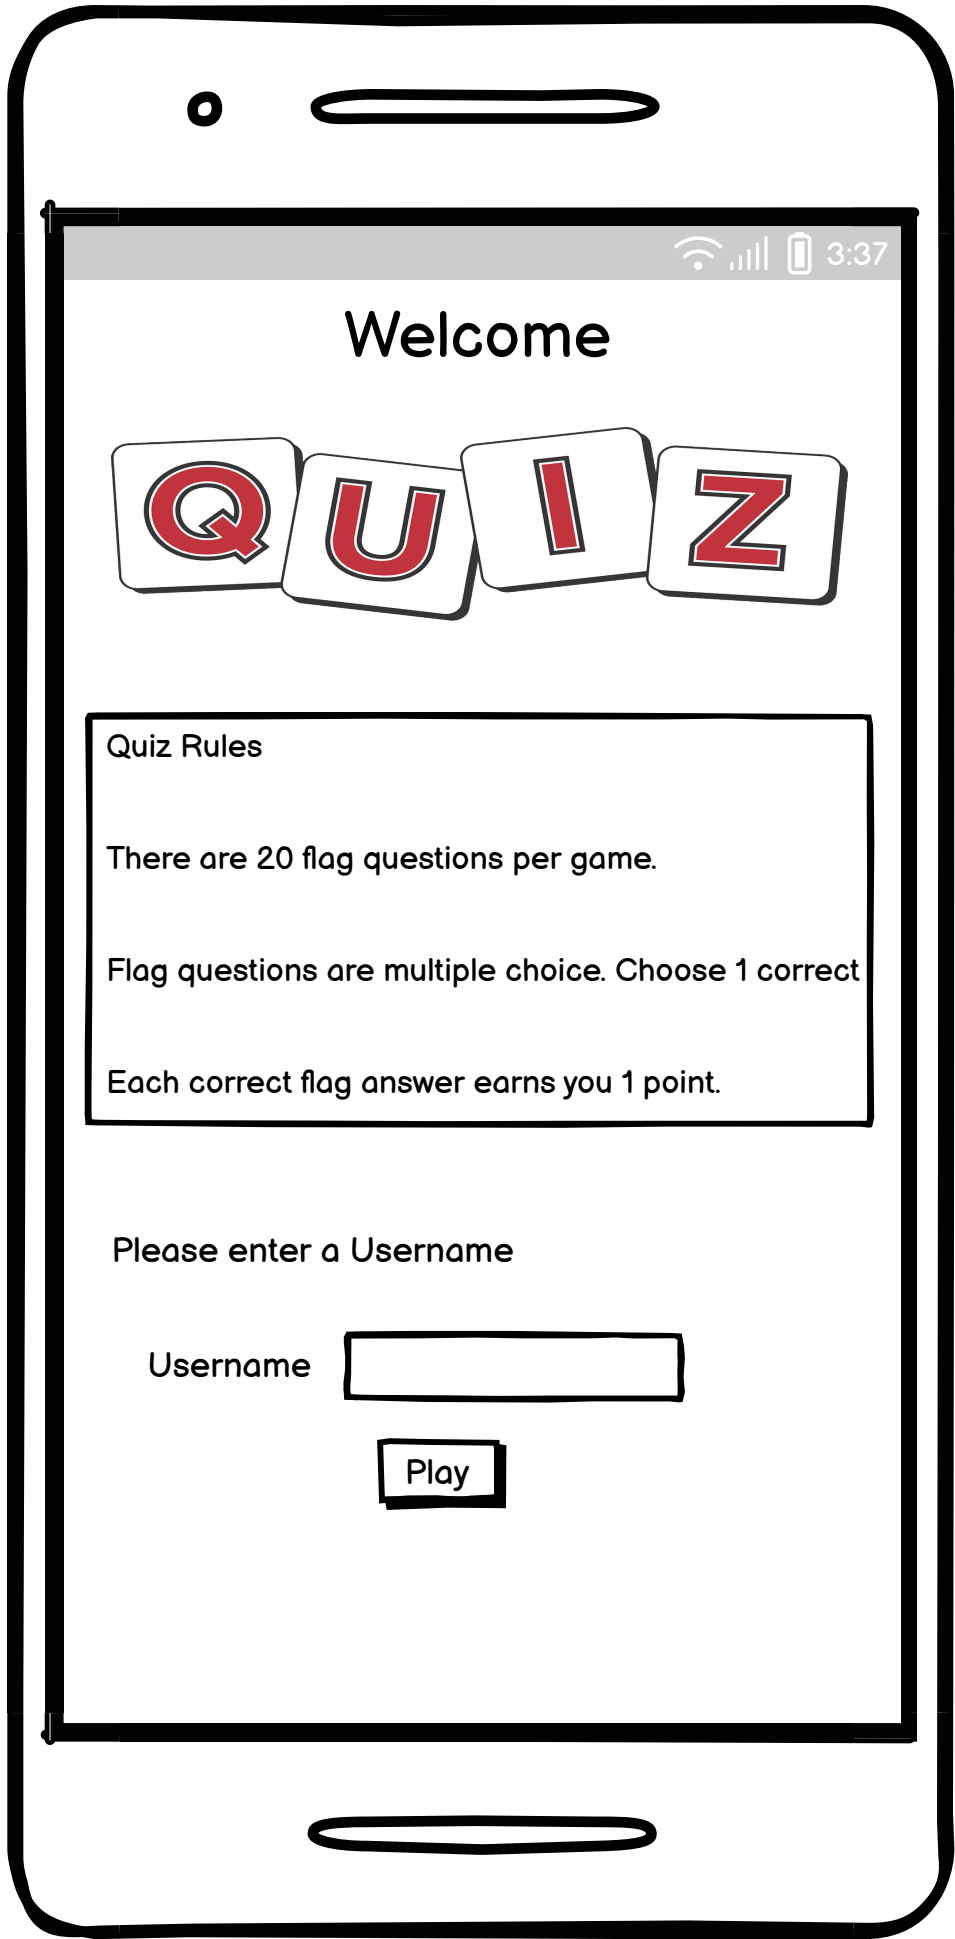 3:37
Welcome
QUIZ
Quiz Rules
There are 20 flag questions per game.
Flag questions are multiple choice. Choose 1 correct
Each correct flag answer earns you 1 point.
Please enter a Username
Username
Play